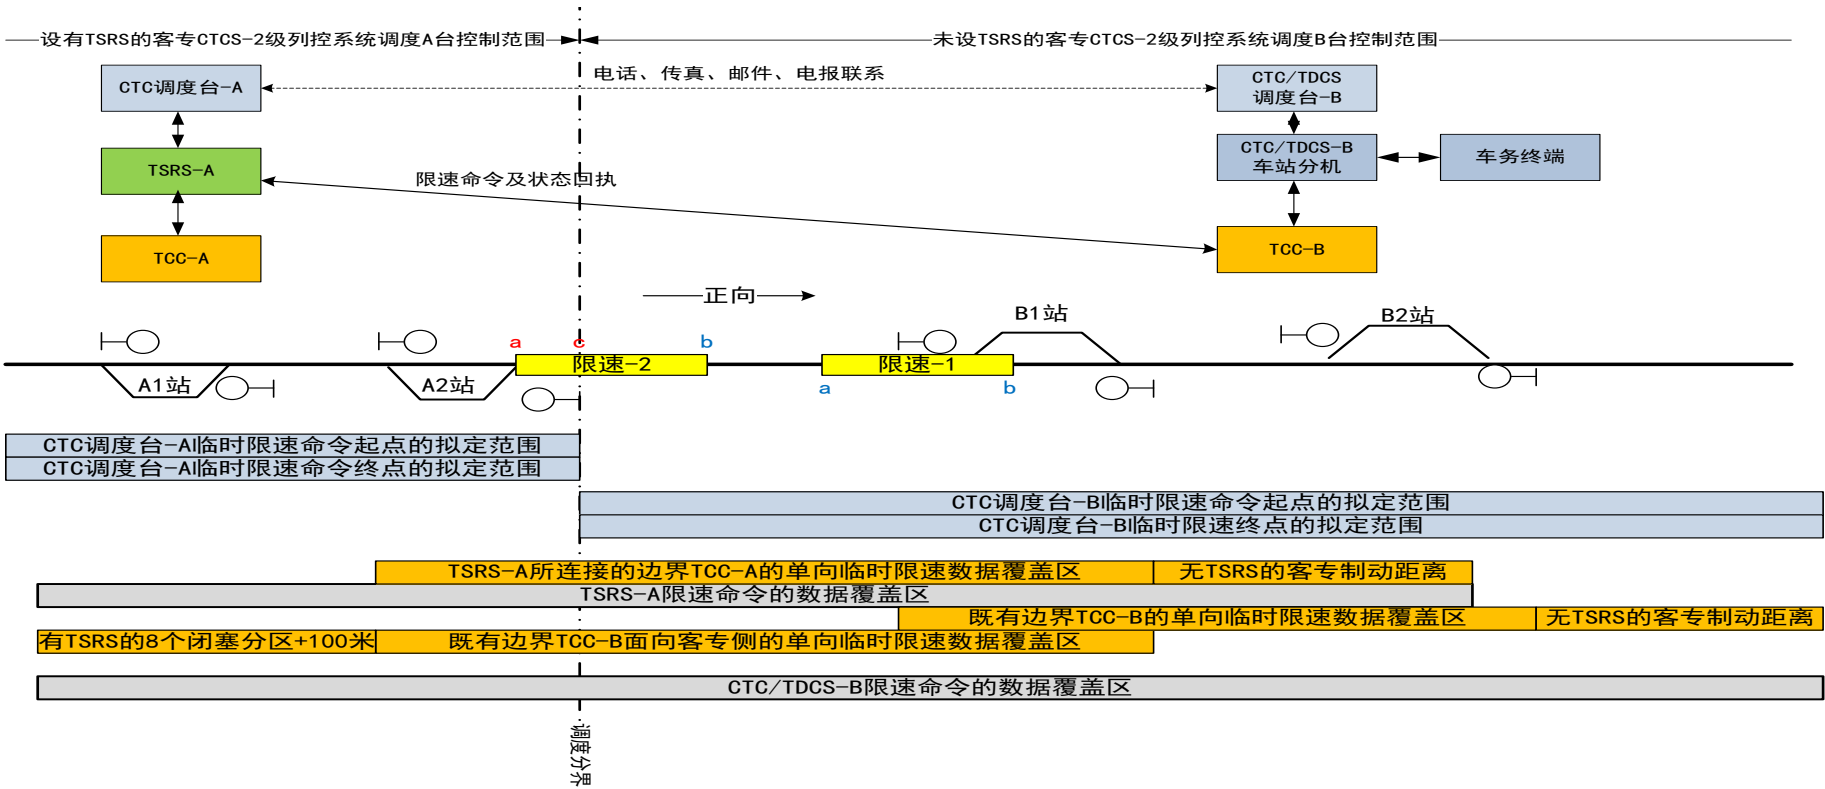 设有TSRS的客专CTCS-2级列控系统调度A台控制范围
未设TSRS的客专CTCS-2级列控系统调度B台控制范围
CTC调度台-A
电话、传真、邮件、电报联系
CTC/TDCS
调度台-B
TSRS-A
限速命令及状态回执
CTC/TDCS-B
车站分机
车务终端
TCC-A
TCC-B
正向
B1站
B2站
a
c
b
限速-2
限速-1
A1站
A2站
a
b
CTC调度台-A临时限速命令起点的拟定范围
CTC调度台-A临时限速命令终点的拟定范围
CTC调度台-B临时限速命令起点的拟定范围
CTC调度台-B临时限速终点的拟定范围
TSRS-A所连接的边界TCC-A的单向临时限速数据覆盖区
无TSRS的客专制动距离
TSRS-A限速命令的数据覆盖区
既有边界TCC-B的单向临时限速数据覆盖区
无TSRS的客专制动距离
有TSRS的8个闭塞分区+100米
既有边界TCC-B面向客专侧的单向临时限速数据覆盖区
CTC/TDCS-B限速命令的数据覆盖区
调度分界